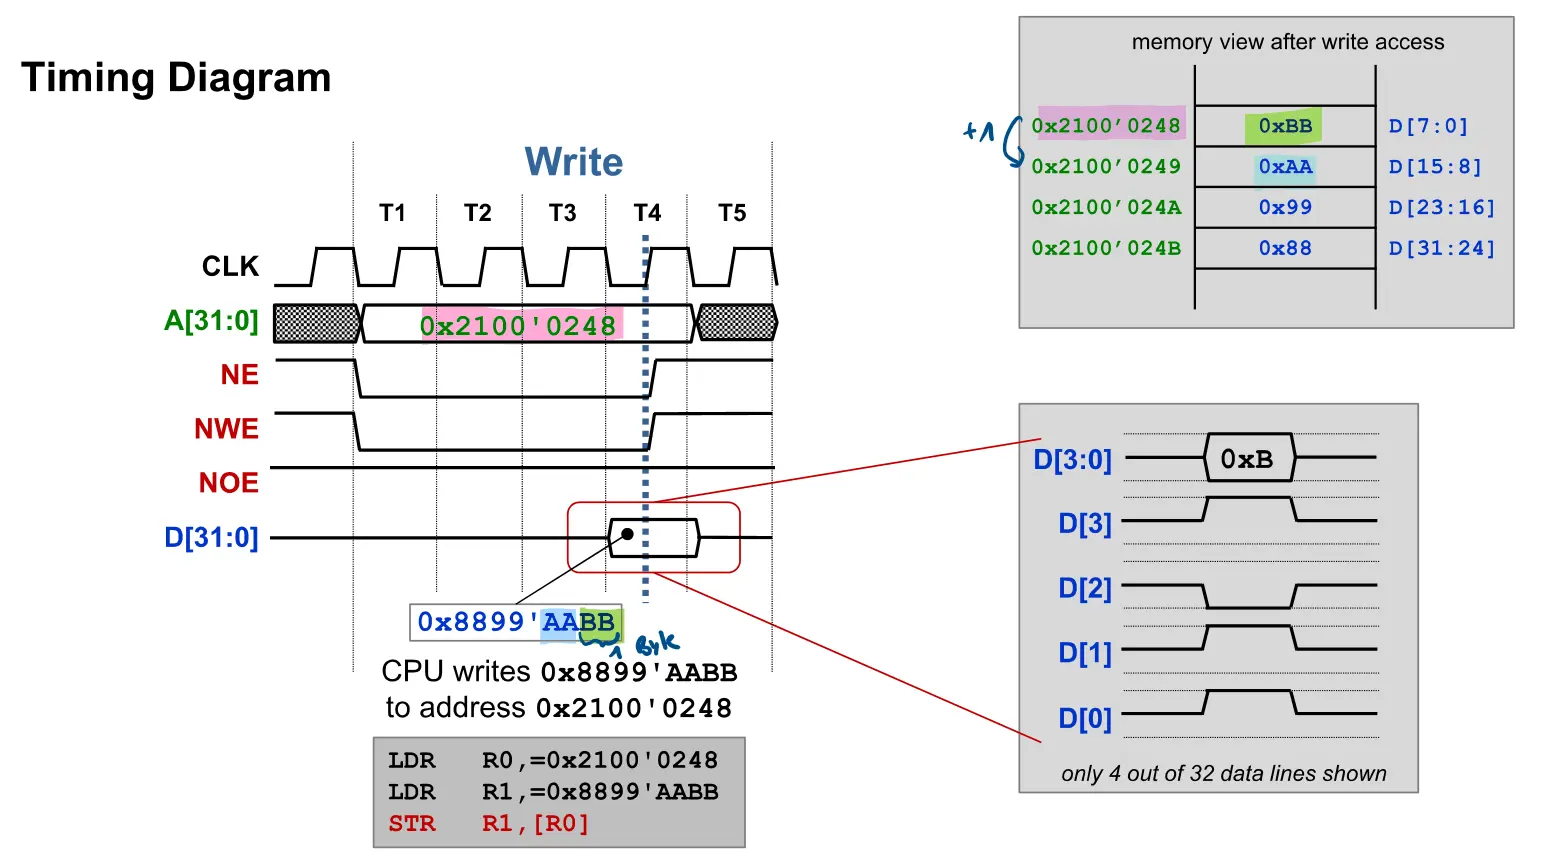 Timing Diagram
Write
T1 T2 T3 T4 T5
CLK
A[31:0] 0x2100'0248
NE
NWE
NOE
D[31:0]
0x8899'AABB
1 Byte
CPU writes 0x8899'AABB
to address 0x2100'0248
LDR R0,=0x2100'0248
LDR R1,=0x8899'AABB
STR R1,[R0]
memory view after write access
0x2100’0248 0xBB D[7:0]
+1
0x2100’0249 0xAA D[15:8]
0x2100’024A 0x99 D[23:16]
0x2100’024B 0x88 D[31:24]
D[3:0] 0xB
D[3]
D[2]
D[1]
D[0]
only 4 out of 32 data lines shown